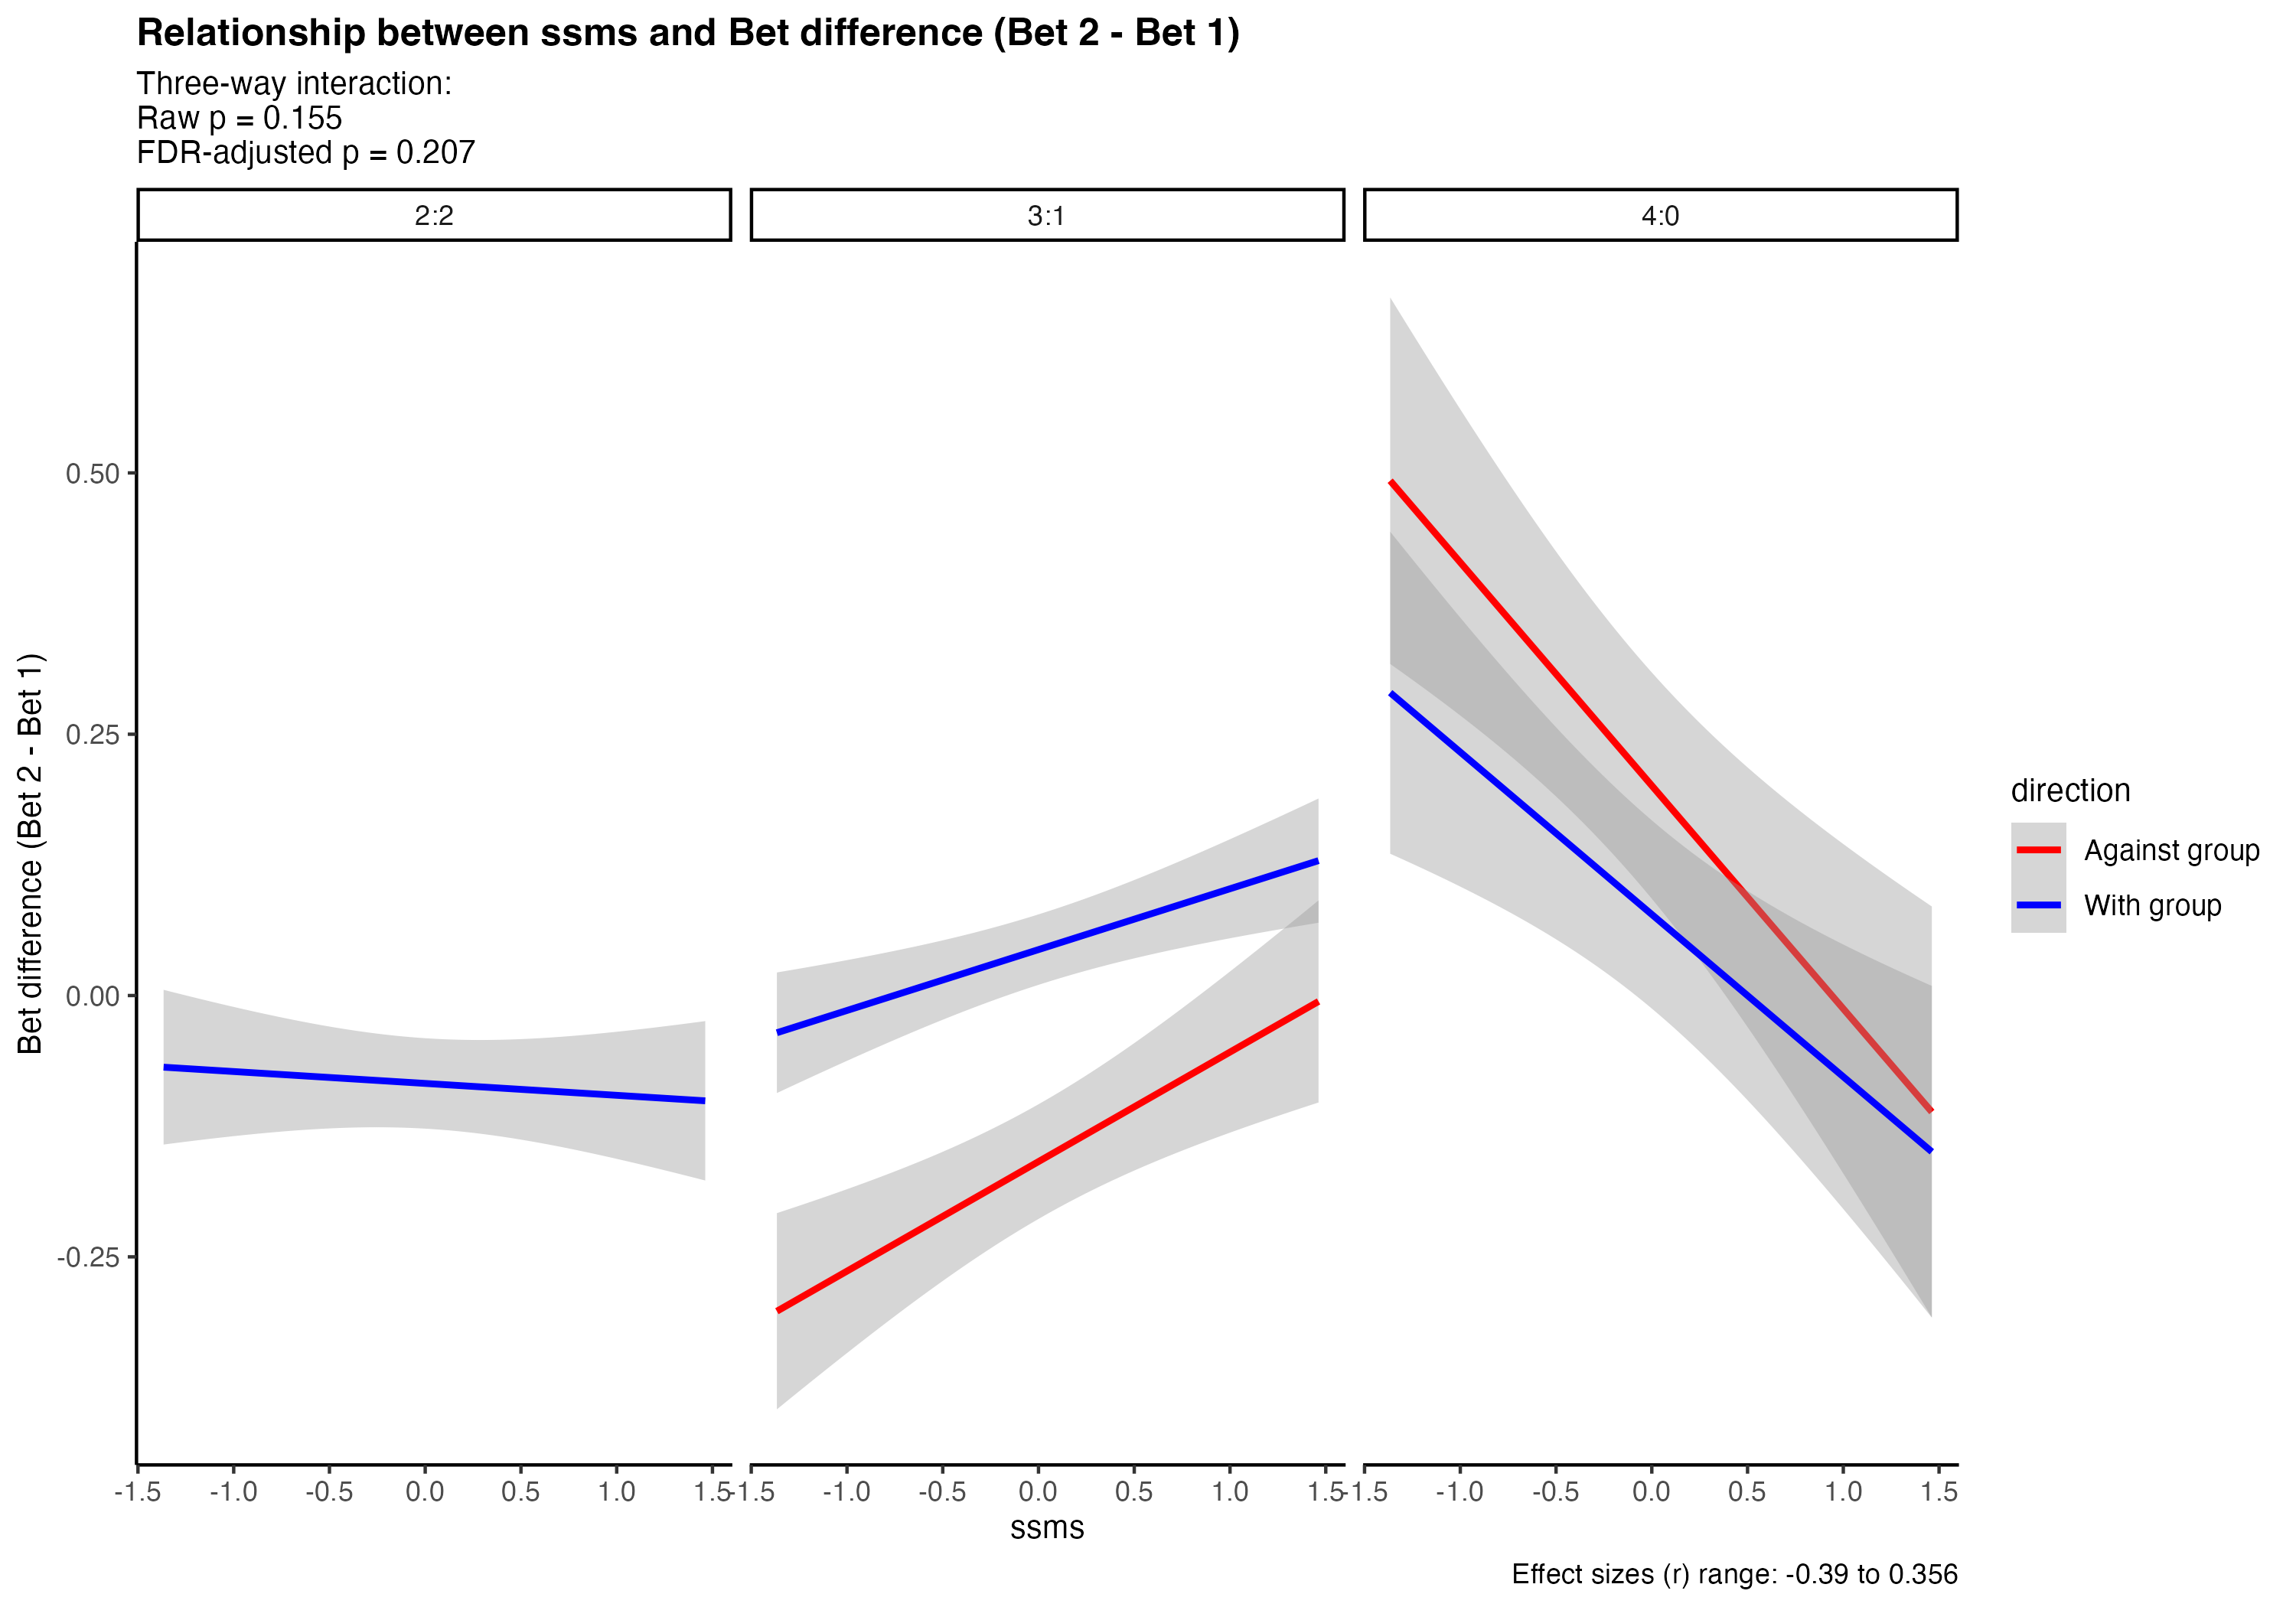 Relationship between ssms and Bet difference (Bet 2 - Bet 1)
Three-way interaction:
Raw p = 0.155
FDR-adjusted p = 0.207
2:2 3:1 4:0
Bet difference (Bet 2 - Bet 1)
0.50
0.25
0.00
-0.25
-1.5 -1.0 -0.5 0.0 0.5 1.0 1.5 -1.5 -1.0 -0.5 0.0 0.5 1.0 1.5 -1.5 -1.0 -0.5 0.0 0.5 1.0 1.5
ssms
direction
Against group
With group
Effect sizes (r) range: -0.39 to 0.356